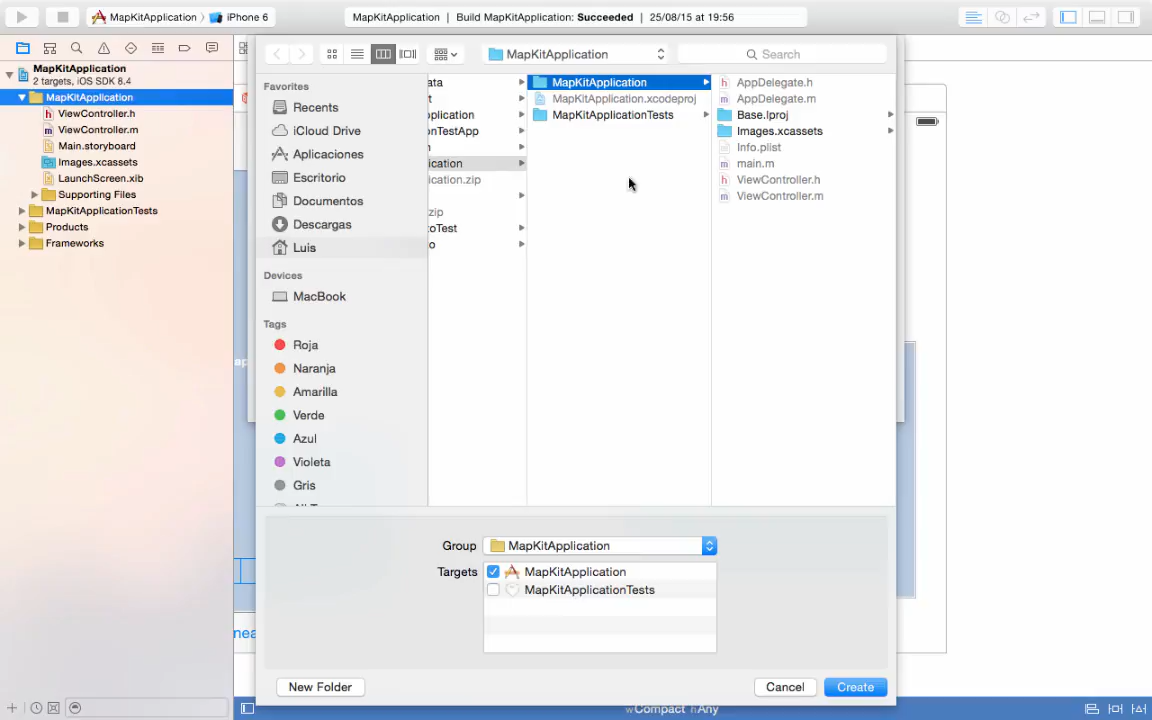 MapKitApplication
iPhone 6
MapKitApplication | Build MapKitApplication: Succeeded | 25/08/15 at 19:56
MapKitApplication
2 targets, iOS SDK 8.4
MapKitApplication
ViewController.h
ViewController.m
Main.storyboard
Images.xcassets
LaunchScreen.xib
Supporting Files
MapKitApplicationTests
Products
Frameworks
MapKitApplication
Search
Favorites
Recents
iCloud Drive
Aplicaciones
Escritorio
Documentos
Descargas
Luis
Devices
MacBook
Tags
Roja
Naranja
Amarilla
Verde
Azul
Violeta
Gris
ata
t
plication
onTestApp
ication
ication.zip
zip
toTest
o
MapKitApplication
MapKitApplication.xcodeproj
MapKitApplicationTests
AppDelegate.h
AppDelegate.m
Base.lproj
Images.xcassets
Info.plist
main.m
ViewController.h
ViewController.m
Group
MapKitApplication
Targets
MapKitApplication
MapKitApplicationTests
New Folder
Cancel
Create
wCompact hAny